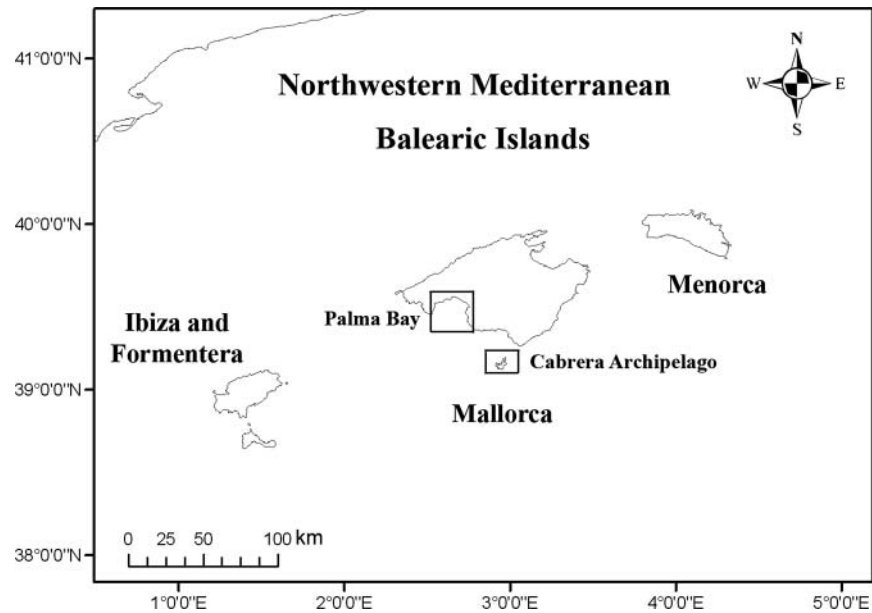 41°0'0"N
Northwestern Mediterranean
Balearic Islands
N
W
E
S
40°0'0"N
Menorca
Palma Bay
Ibiza and
Formentera
Cabrera Archipelago
39°0'0"N
Mallorca
0 25 50 100 km
38°0'0"N
1°0'0"E 2°0'0"E 3°0'0"E 4°0'0"E 5°0'0"E